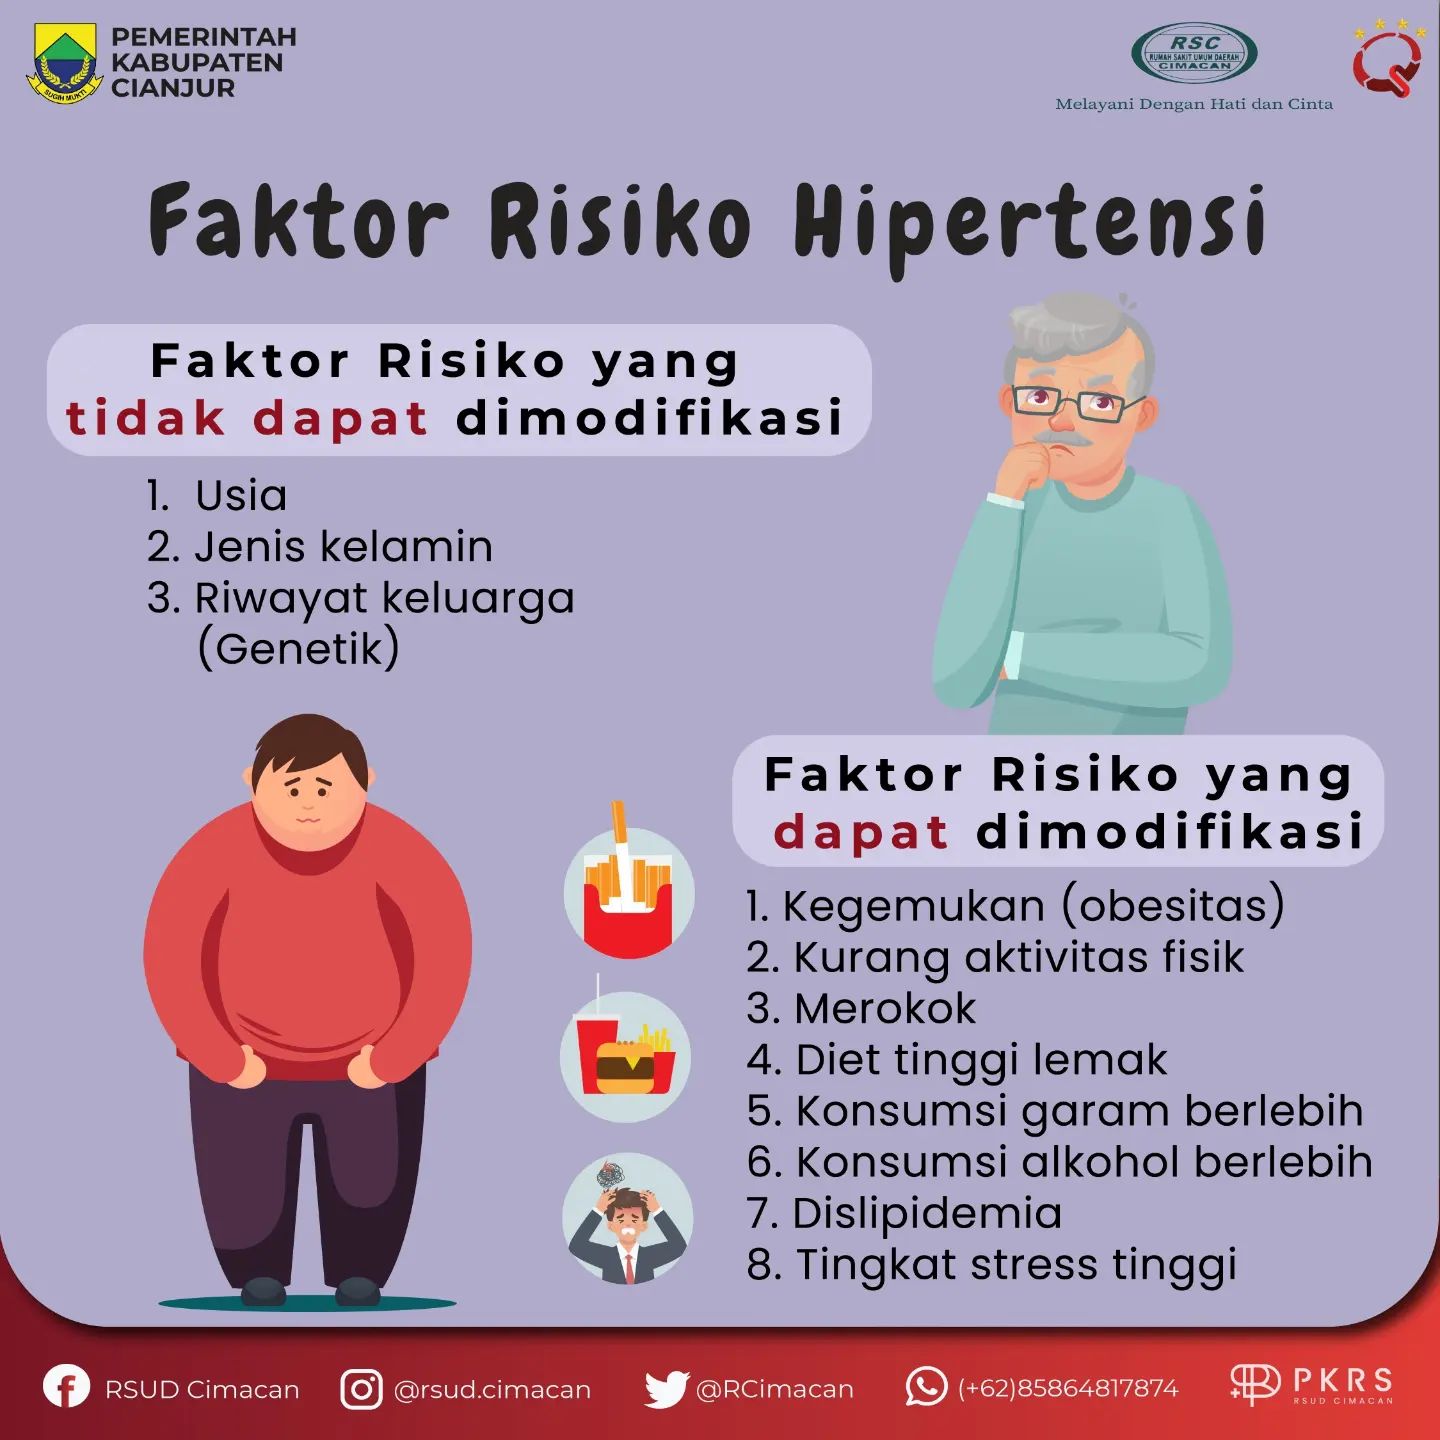 PEMERINTAH
KABUPATEN
CIANJUR
SUGIH MUKTI
RSC
RUMAH SAKIT UMUM DAERAH
CIMACAN
Melayani Dengan Hati dan Cinta
Faktor Risiko Hipertensi
Faktor Risiko yang
tidak dapat dimodifikasi
1. Usia
2. Jenis kelamin
3. Riwayat keluarga
(Genetik)
Faktor Risiko yang
dapat dimodifikasi
1. Kegemukan (obesitas)
2. Kurang aktivitas fisik
3. Merokok
4. Diet tinggi lemak
5. Konsumsi garam berlebih
6. Konsumsi alkohol berlebih
7. Dislipidemia
8. Tingkat stress tinggi
RSUD Cimacan
@rsud.cimacan
@RCimacan
(+62)85864817874
PKRS
RSUD CIMACAN